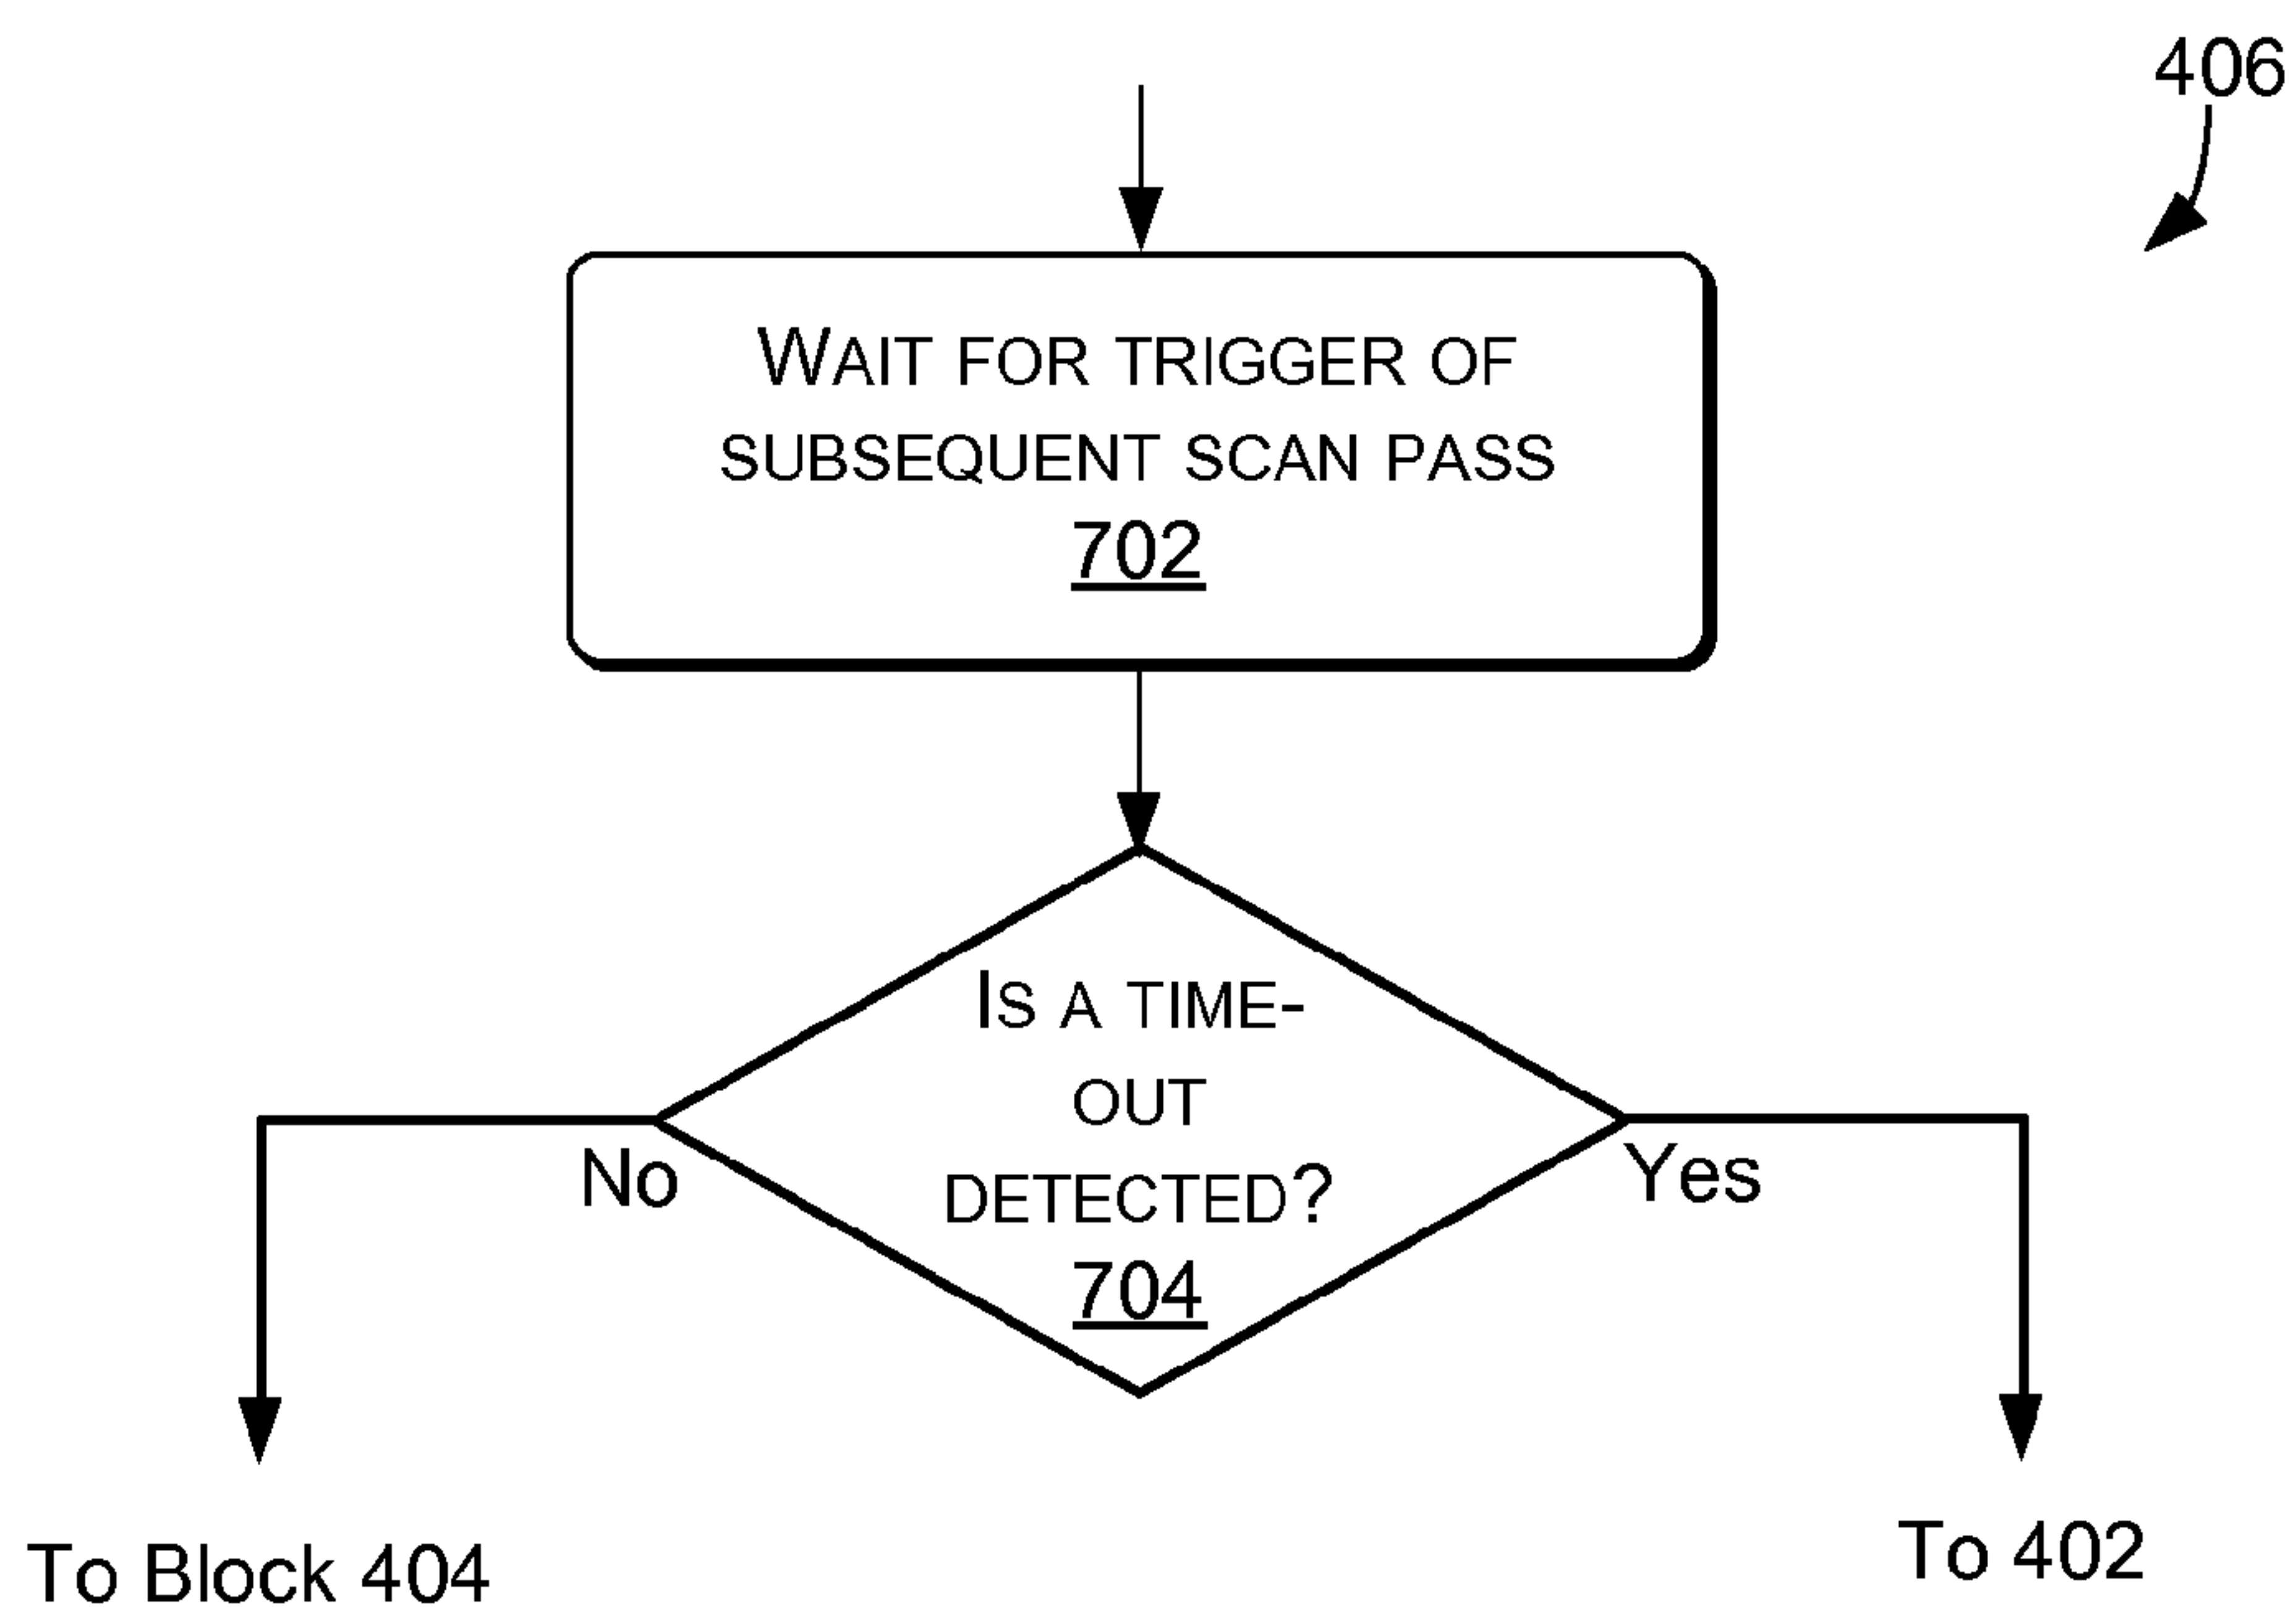 406
WAIT FOR TRIGGER OF
SUBSEQUENT SCAN PASS
702
IS A TIME-
OUT
DETECTED?
704
No
Yes
To Block 404
To 402